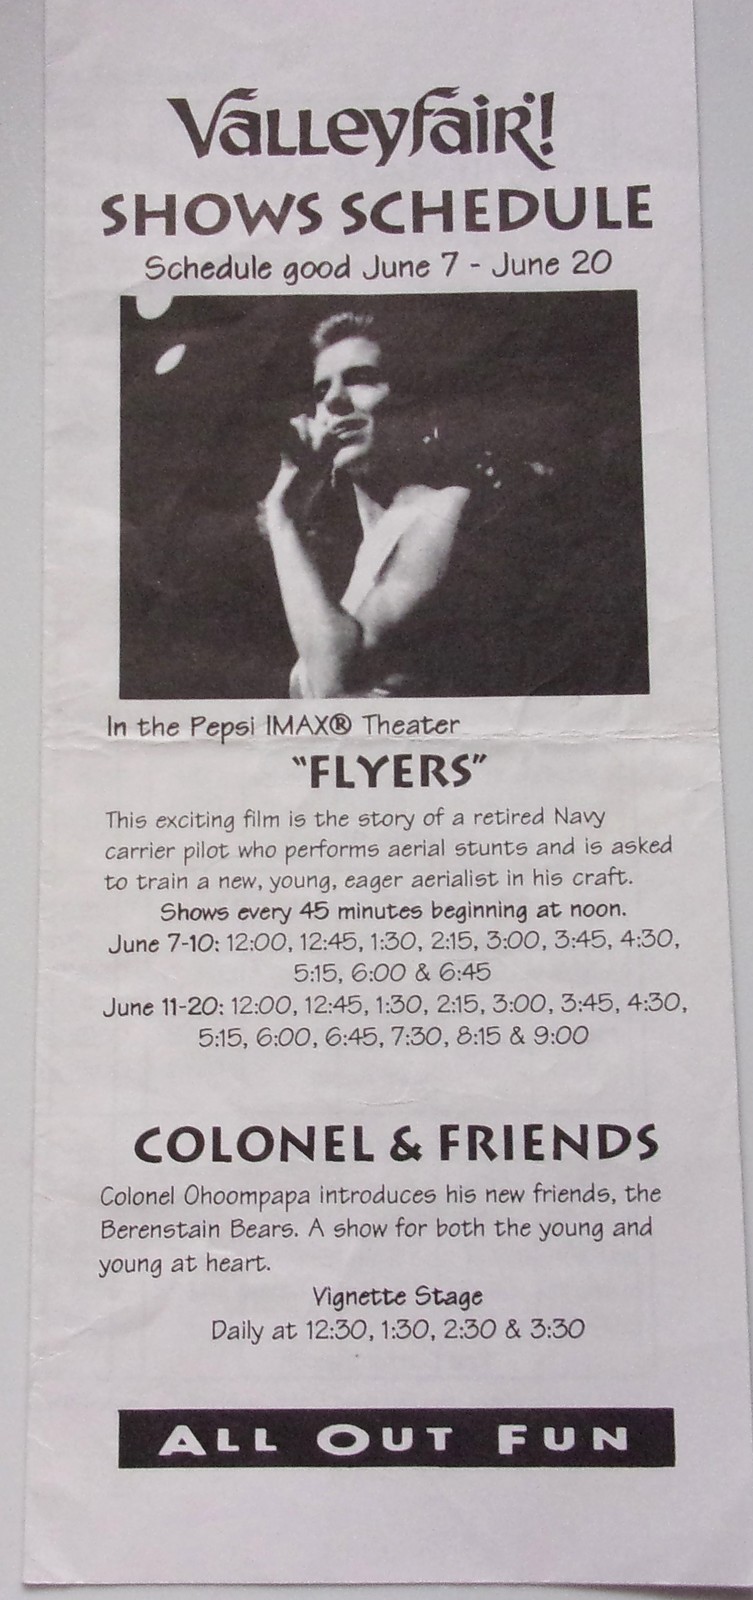 Valleyfair!
SHOWS SCHEDULE
Schedule good June 7 - June 20
In the Pepsi IMAX® Theater
"FLYERS"
This exciting film is the story of a retired Navy
carrier pilot who performs aerial stunts and is asked
to train a new, young, eager aerialist in his craft.
Shows every 45 minutes beginning at noon.
June 7-10: 12:00, 12:45, 1:30, 2:15, 3:00, 3:45, 4:30,
5:15, 6:00 & 6:45
June 11-20: 12:00, 12:45, 1:30, 2:15, 3:00, 3:45, 4:30,
5:15, 6:00, 6:45, 7:30, 8:15 & 9:00
COLONEL & FRIENDS
Colonel Ohoompapa introduces his new friends, the
Berenstain Bears. A show for both the young and
young at heart.
Vignette Stage
Daily at 12:30, 1:30, 2:30 & 3:30
ALL OUT FUN